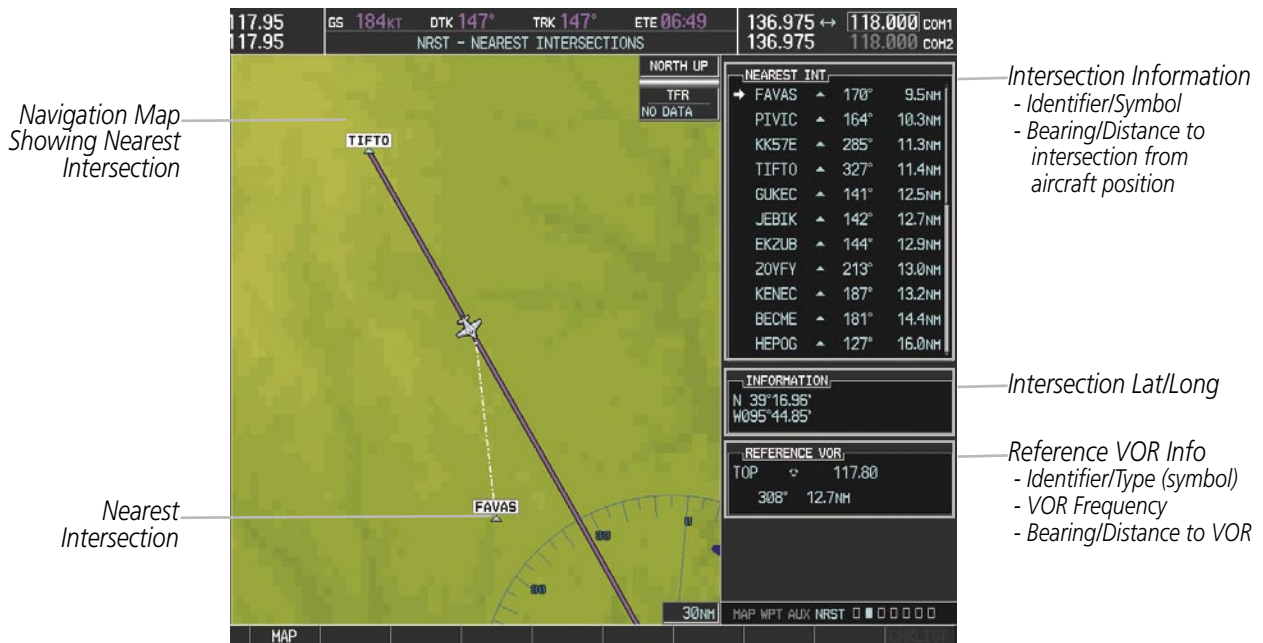 117.95
117.95
GS 184KT DTK 147° TRK 147° ETE 06:49
NRST - NEAREST INTERSECTIONS
136.975 ↔ 118.000 COM1
136.975 118.000 COM2
Navigation Map
Showing Nearest
Intersection
Nearest
Intersection
NORTH UP
TFR
NO DATA
TIFTO
FAVAS
30
60
0
30NM
NEAREST INT
FAVAS 170° 9.5NM
PIVIC 164° 10.3NM
KK57E 285° 11.3NM
TIFTO 327° 11.4NM
GUKEC 141° 12.5NM
JEBIK 142° 12.7NM
EKZUB 144° 12.9NM
ZOYFY 213° 13.0NM
KENEC 187° 13.2NM
BECME 181° 14.4NM
HEPOG 127° 16.0NM
INFORMATION
N 39°16.96'
W095°44.85'
REFERENCE VOR
TOP 117.80
308° 12.7NM
MAP WPT AUX NRST
MAP
CHKLIST
Intersection Information
- Identifier/Symbol
- Bearing/Distance to
intersection from
aircraft position
Intersection Lat/Long
Reference VOR Info
- Identifier/Type (symbol)
- VOR Frequency
- Bearing/Distance to VOR